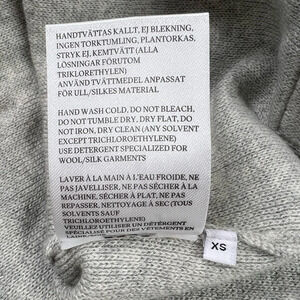 HANDTVÄTTAS KALLT, EJ BLEKNING,
INGEN TORKTUMLING, PLANTORKAS,
STRYK EJ, KEMTVÄTT (ALLA
LÖSNINGAR FÖRUTOM
TRIKLORETHYLEN)
ANVÄND TVÄTTMEDEL ANPASSAT
FÖR ULL/SILKES MATERIAL
HAND WASH COLD, DO NOT BLEACH,
DO NOT TUMBLE DRY, DRY FLAT, DO
NOT IRON, DRY CLEAN (ANY SOLVENT
EXCEPT TRICLOROETHYLENE)
USE DETERGENT SPECIALIZED FOR
WOOL/SILK GARMENTS
LAVER À LA MAIN À L'EAU FROIDE, NE
PAS JAVELLISER, NE PAS SÉCHER À LA
MACHINE, SÉCHER À PLAT, NE PAS
REPASSER, NETTOYAGE À SEC (TOUS
SOLVENTS SAUF
TRICHLOROETHYLENE)
VEUILLEZ UTILISER UN DÉTERGENT
XS